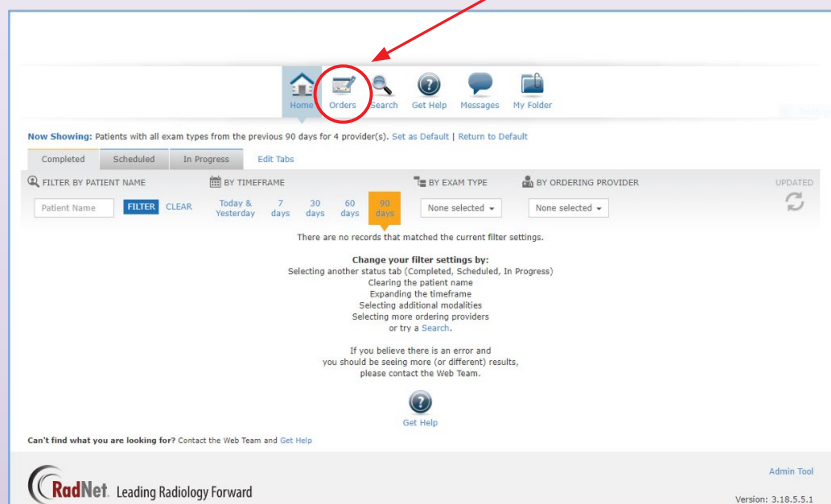 Home Orders Search Get Help Messages My Folder
Now Showing: Patients with all exam types from the previous 90 days for 4 provider(s). Set as Default | Return to Default
Completed Scheduled In Progress Edit Tabs
FILTER BY PATIENT NAME BY TIMEFRAME BY EXAM TYPE BY ORDERING PROVIDER UPDATED
Patient Name FILTER CLEAR Today & Yesterday 7 days 30 days 60 days 90 days None selected None selected
There are no records that matched the current filter settings.
Change your filter settings by:
Selecting another status tab (Completed, Scheduled, In Progress)
Clearing the patient name
Expanding the timeframe
Selecting additional modalities
Selecting more ordering providers
or try a Search.
If you believe there is an error and
you should be seeing more (or different) results,
please contact the Web Team.
Get Help
Can't find what you are looking for? Contact the Web Team and Get Help
Admin Tool
RadNet. Leading Radiology Forward
Version: 3.18.5.5.1